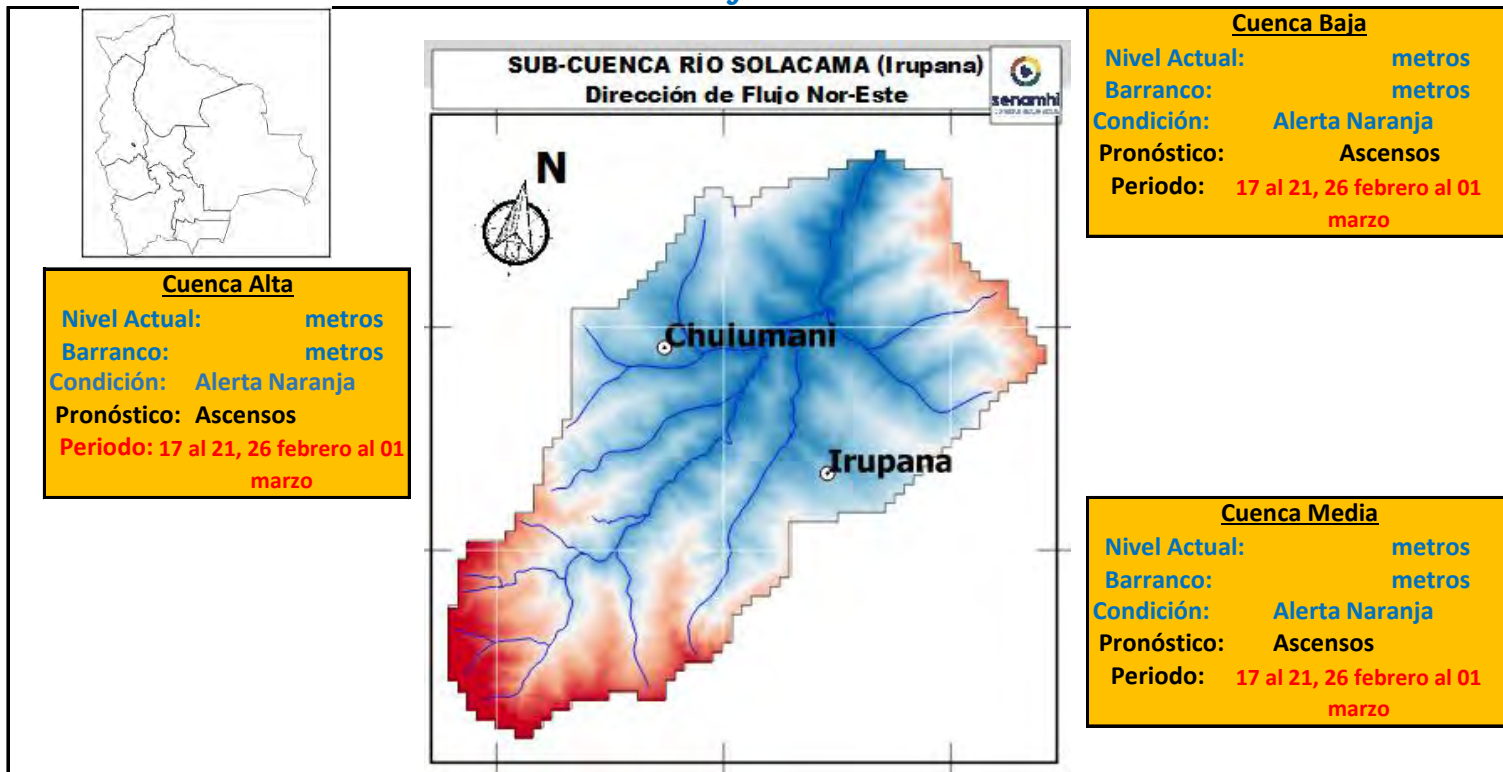 SUB-CUENCA RÍO SOLACAMA (Irupana)
Dirección de Flujo Nor-Este
senamhi
N
Chulumani
Irupana
Cuenca Alta
Nivel Actual: metros
Barranco: metros
Condición: Alerta Naranja
Pronóstico: Ascensos
Periodo: 17 al 21, 26 febrero al 01
marzo
Cuenca Baja
Nivel Actual: metros
Barranco: metros
Condición: Alerta Naranja
Pronóstico: Ascensos
Periodo: 17 al 21, 26 febrero al 01
marzo
Cuenca Media
Nivel Actual: metros
Barranco: metros
Condición: Alerta Naranja
Pronóstico: Ascensos
Periodo: 17 al 21, 26 febrero al 01
marzo